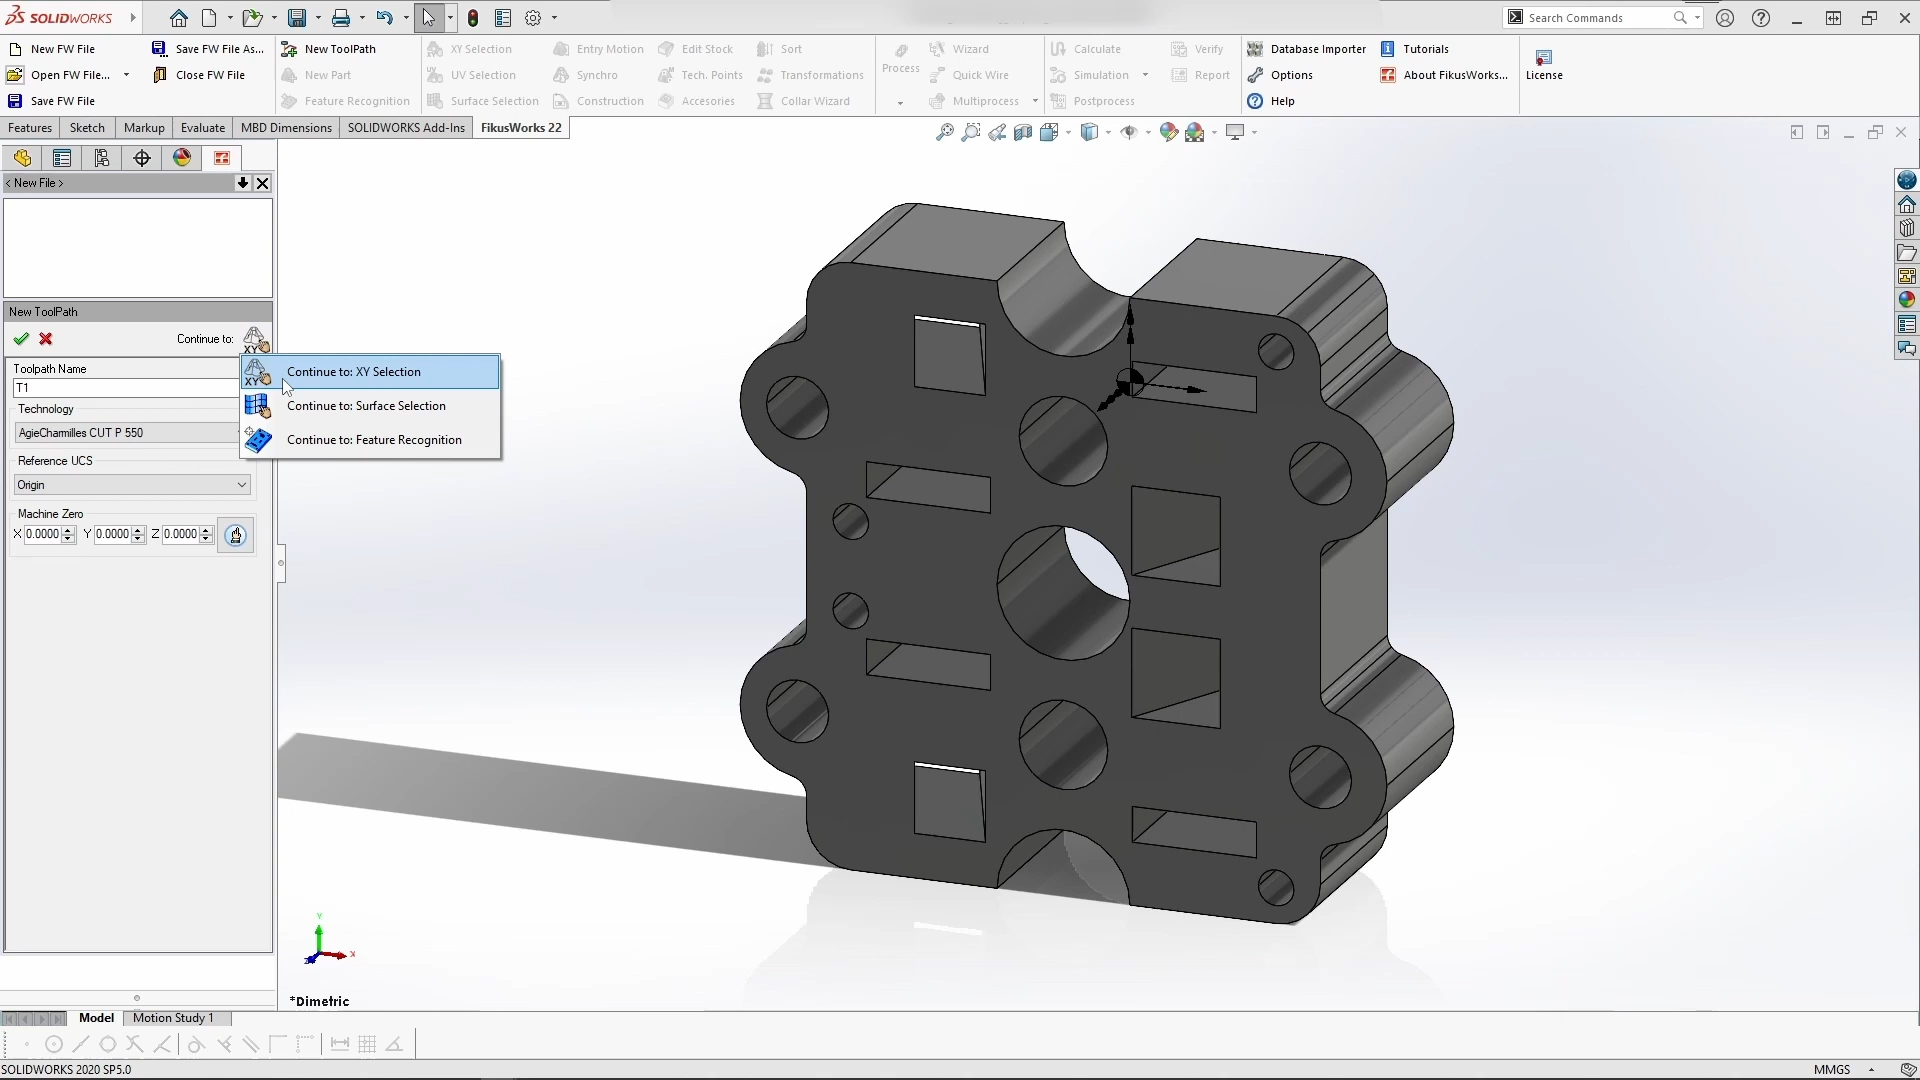 SOLIDWORKS
Search Commands
New FW File
Save FW File As...
New ToolPath
XY Selection
Entry Motion
Edit Stock
Sort
Wizard
Calculate
Verify
Database Importer
Tutorials
Open FW File...
Close FW File
New Part
UV Selection
Synchro
Tech. Points
Transformations
Process
Quick Wire
Simulation
Report
Options
About FikusWorks...
License
Save FW File
Feature Recognition
Surface Selection
Construction
Accesories
Collar Wizard
Multiprocess
Postprocess
Help
Features
Sketch
Markup
Evaluate
MBD Dimensions
SOLIDWORKS Add-Ins
FikusWorks 22
< New File >
New ToolPath
Continue to:
XY
Toolpath Name
T1
Technology
AgieCharmilles CUT P 550
Reference UCS
Origin
Machine Zero
X 0.0000 Y 0.0000 Z 0.0000
XY Continue to: XY Selection
Continue to: Surface Selection
Continue to: Feature Recognition
Y
X
Z
*Dimetric
Model
Motion Study 1
SOLIDWORKS 2020 SP5.0
MMGS